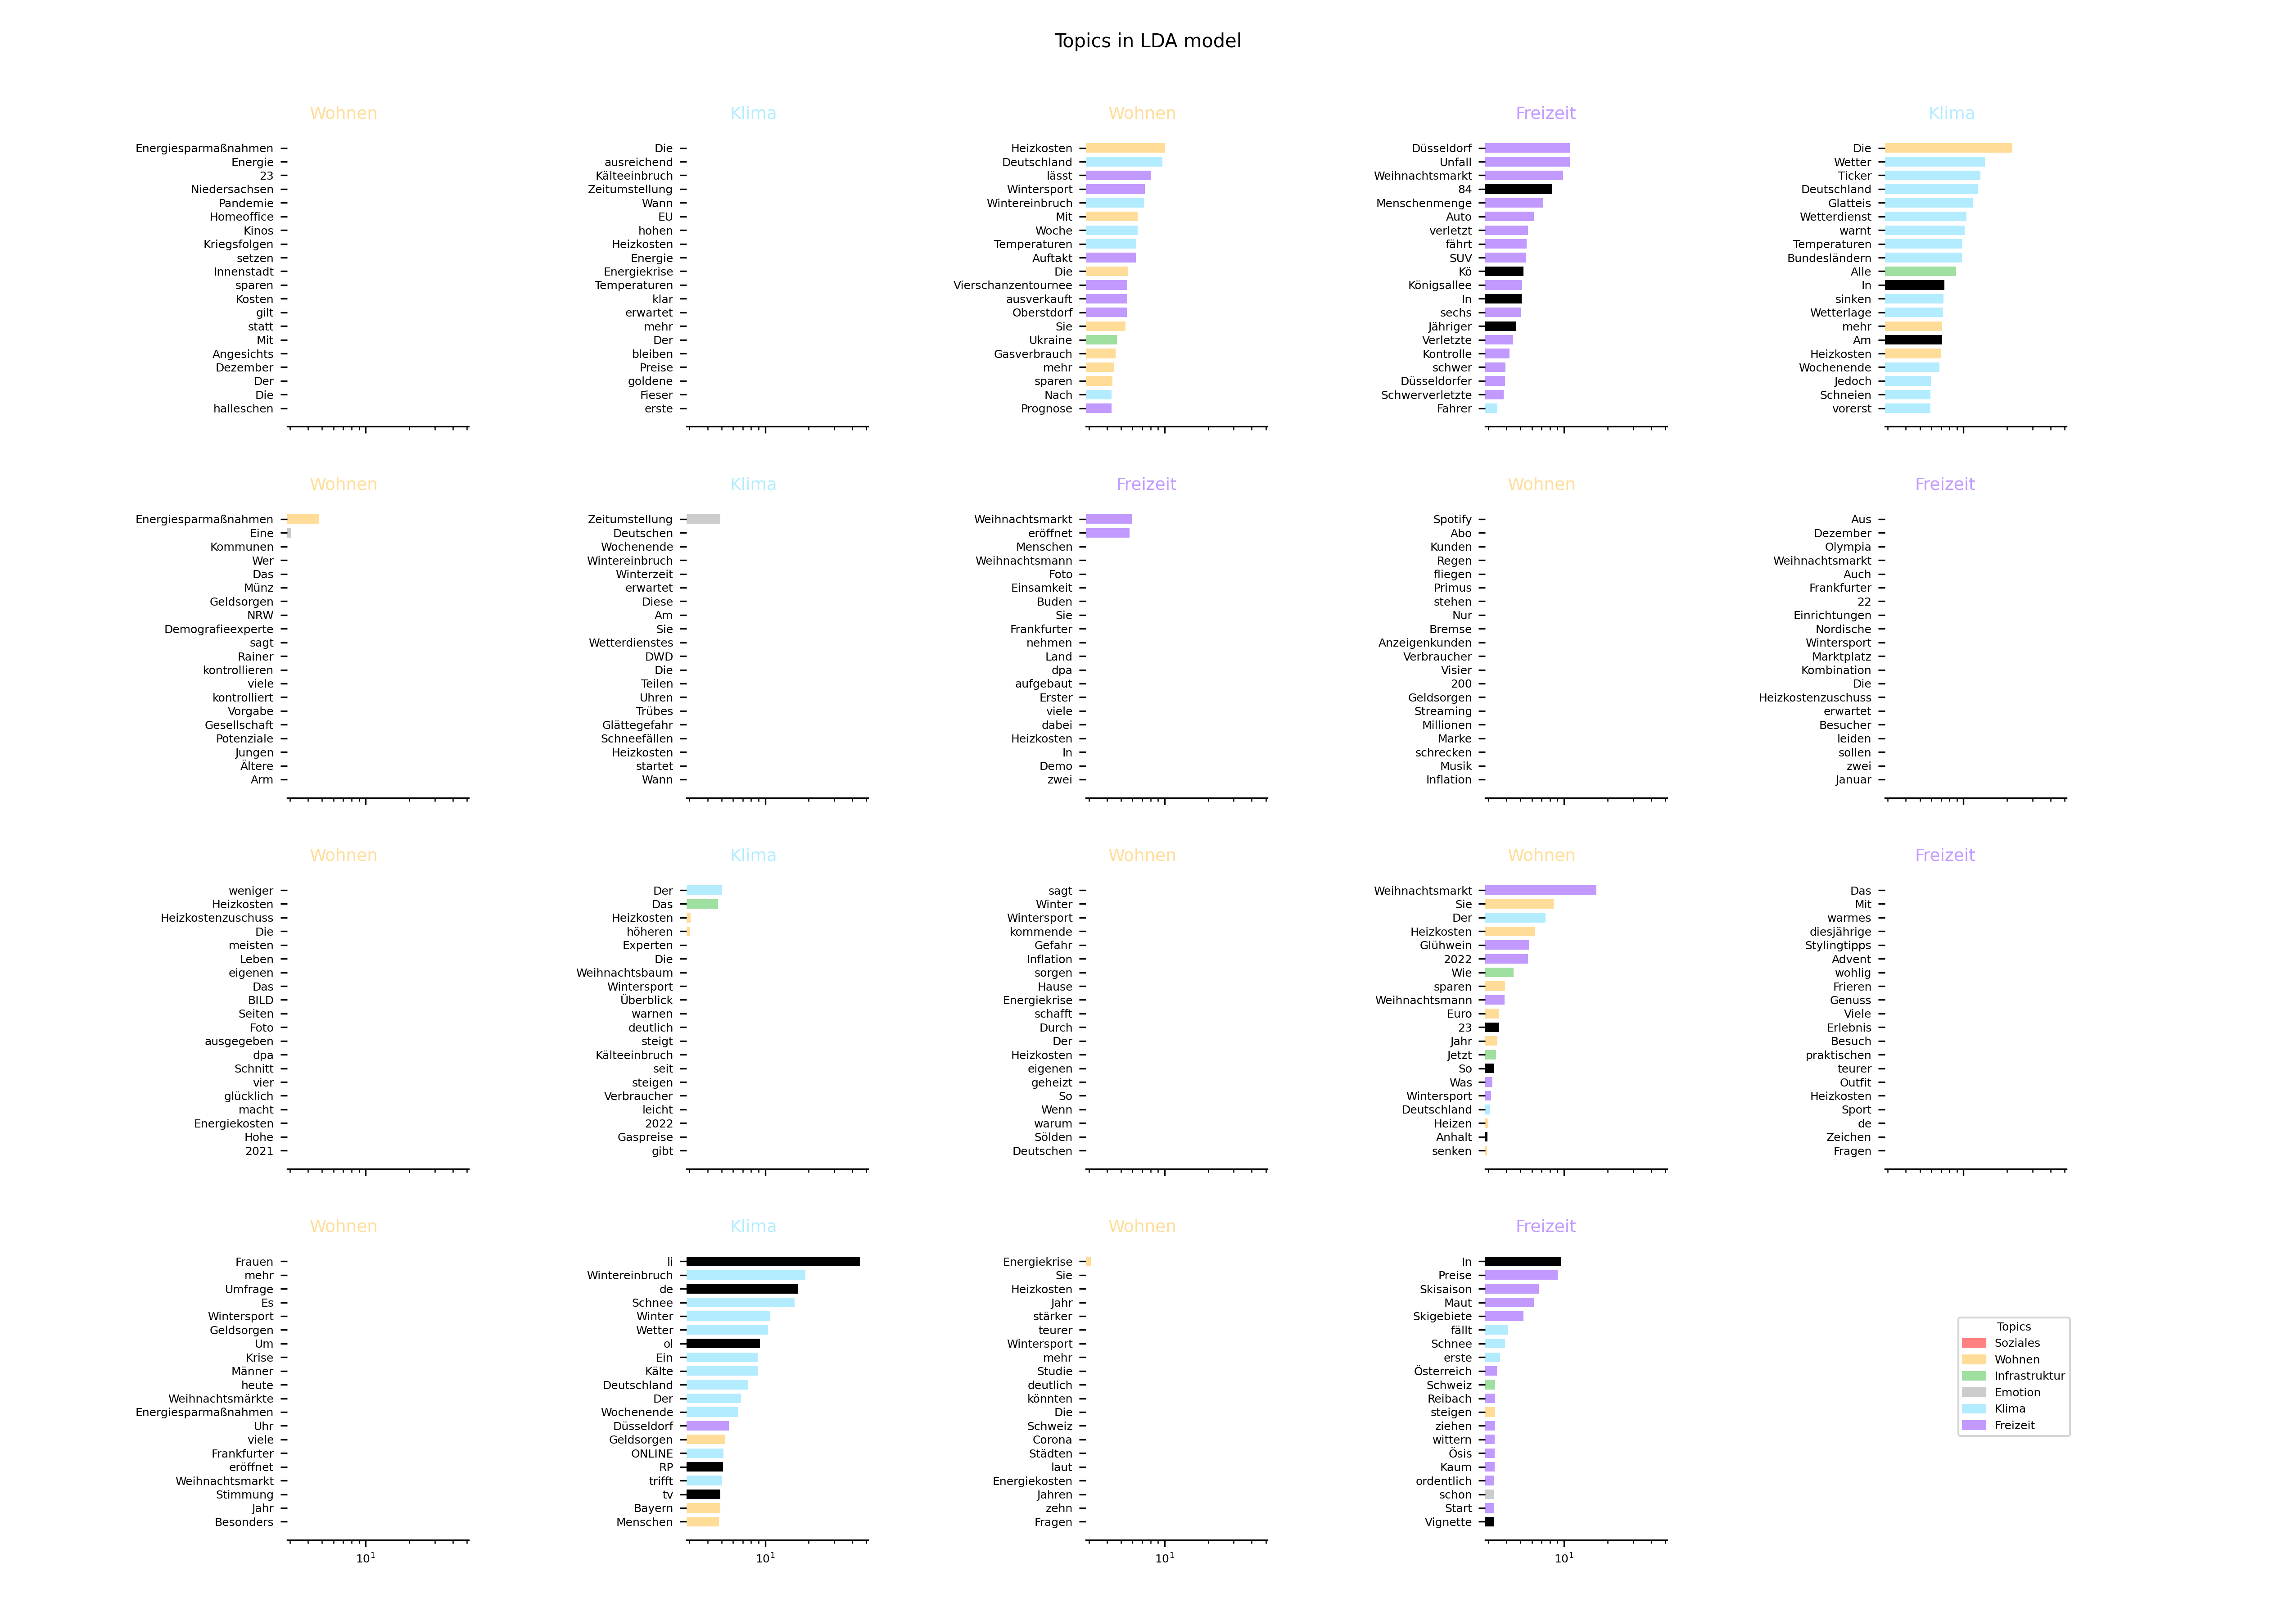 Topics in LDA model
Wohnen
Energiesparmaßnahmen
Energie
23
Niedersachsen
Pandemie
Homeoffice
Kinos
Kriegsfolgen
setzen
Innenstadt
sparen
Kosten
gilt
statt
Mit
Angesichts
Dezember
Der
Die
halleschen
Klima
Die
ausreichend
Kälteeinbruch
Zeitumstellung
Wann
EU
hohen
Heizkosten
Energie
Energiekrise
Temperaturen
klar
erwartet
mehr
Der
bleiben
Preise
goldene
Fieser
erste
Wohnen
Heizkosten
Deutschland
lässt
Wintersport
Wintereinbruch
Mit
Woche
Temperaturen
Auftakt
Die
Vierschanzentournee
ausverkauft
Oberstdorf
Sie
Ukraine
Gasverbrauch
mehr
sparen
Nach
Prognose
Freizeit
Düsseldorf
Unfall
Weihnachtsmarkt
84
Menschenmenge
Auto
verletzt
fährt
SUV
Kö
Königsallee
In
sechs
Jähriger
Verletzte
Kontrolle
schwer
Düsseldorfer
Schwerverletzte
Fahrer
Klima
Die
Wetter
Ticker
Deutschland
Glatteis
Wetterdienst
warnt
Temperaturen
Bundesländern
Alle
In
sinken
Wetterlage
mehr
Am
Heizkosten
Wochenende
Jedoch
Schneien
vorerst
Wohnen
Energiesparmaßnahmen
Eine
Kommunen
Wer
Das
Münz
Geldsorgen
NRW
Demografieexperte
sagt
Rainer
kontrollieren
viele
kontrolliert
Vorgabe
Gesellschaft
Potenziale
Jungen
Ältere
Arm
Klima
Zeitumstellung
Deutschen
Wochenende
Wintereinbruch
Winterzeit
erwartet
Diese
Am
Sie
Wetterdienstes
DWD
Die
Teilen
Uhren
Trübes
Glättegefahr
Schneefällen
Heizkosten
startet
Wann
Freizeit
Weihnachtsmarkt
eröffnet
Menschen
Weihnachtsmann
Foto
Einsamkeit
Buden
Sie
Frankfurter
nehmen
Land
dpa
aufgebaut
Erster
viele
dabei
Heizkosten
In
Demo
zwei
Wohnen
Spotify
Abo
Kunden
Regen
fliegen
Primus
stehen
Nur
Bremse
Anzeigenkunden
Verbraucher
Visier
200
Geldsorgen
Streaming
Millionen
Marke
schrecken
Musik
Inflation
Freizeit
Aus
Dezember
Olympia
Weihnachtsmarkt
Auch
Frankfurter
22
Einrichtungen
Nordische
Wintersport
Marktplatz
Kombination
Die
Heizkostenzuschuss
erwartet
Besucher
leiden
sollen
zwei
Januar
Wohnen
weniger
Heizkosten
Heizkostenzuschuss
Die
meisten
Leben
eigenen
Das
BILD
Seiten
Foto
ausgegeben
dpa
Schnitt
vier
glücklich
macht
Energiekosten
Hohe
2021
Klima
Der
Das
Heizkosten
höheren
Experten
Die
Weihnachtsbaum
Wintersport
Überblick
warnen
deutlich
steigt
Kälteeinbruch
seit
steigen
Verbraucher
leicht
2022
Gaspreise
gibt
Wohnen
sagt
Winter
Wintersport
kommende
Gefahr
Inflation
sorgen
Hause
Energiekrise
schafft
Durch
Der
Heizkosten
eigenen
geheizt
So
Wenn
warum
Sölden
Deutschen
Wohnen
Weihnachtsmarkt
Sie
Der
Heizkosten
Glühwein
2022
Wie
sparen
Weihnachtsmann
Euro
23
Jahr
Jetzt
So
Was
Wintersport
Deutschland
Heizen
Anhalt
senken
Freizeit
Das
Mit
warmes
diesjährige
Stylingtipps
Advent
wohlig
Frieren
Genuss
Viele
Erlebnis
Besuch
praktischen
teurer
Outfit
Heizkosten
Sport
de
Zeichen
Fragen
Wohnen
Frauen
mehr
Umfrage
Es
Wintersport
Geldsorgen
Um
Krise
Männer
heute
Weihnachtsmärkte
Energiesparmaßnahmen
Uhr
viele
Frankfurter
eröffnet
Weihnachtsmarkt
Stimmung
Jahr
Besonders
10¹
Klima
li
Wintereinbruch
de
Schnee
Winter
Wetter
ol
Ein
Kälte
Deutschland
Der
Wochenende
Düsseldorf
Geldsorgen
ONLINE
RP
trifft
tv
Bayern
Menschen
10¹
Wohnen
Energiekrise
Sie
Heizkosten
Jahr
stärker
teurer
Wintersport
mehr
Studie
deutlich
könnten
Die
Schweiz
Corona
Städten
laut
Energiekosten
Jahren
zehn
Fragen
10¹
Freizeit
In
Preise
Skisaison
Maut
Skigebiete
fällt
Schnee
erste
Österreich
Schweiz
Reibach
steigen
ziehen
wittern
Ösis
Kaum
ordentlich
schon
Start
Vignette
10¹
Topics
Soziales
Wohnen
Infrastruktur
Emotion
Klima
Freizeit